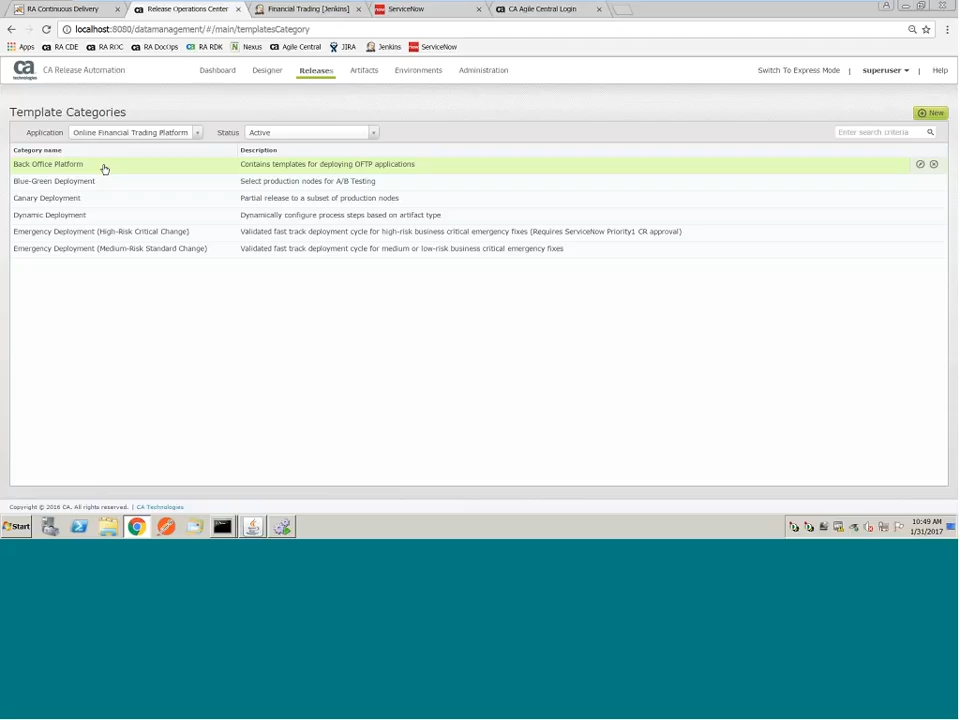 RA Continuous Delivery
Release Operations Center
Financial Trading [Jenkins]
ServiceNow
CA Agile Central Login
localhost:8080/datamanagement/#/main/templatesCategory
Apps RA CDE RA ROC RA DocOps RA RDK Nexus Agile Central JIRA Jenkins ServiceNow
ca technologies CA Release Automation Dashboard Designer Releases Artifacts Environments Administration Switch To Express Mode | superuser | Help
Template Categories New
Application Online Financial Trading Platform Status Active Enter search criteria
Category name Description
Back Office Platform Contains templates for deploying OFTP applications
Blue-Green Deployment Select production nodes for A/B Testing
Canary Deployment Partial release to a subset of production nodes
Dynamic Deployment Dynamically configure process steps based on artifact type
Emergency Deployment (High-Risk Critical Change) Validated fast track deployment cycle for high-risk business critical emergency fixes (Requires ServiceNow Priority1 CR approval)
Emergency Deployment (Medium-Risk Standard Change) Validated fast track deployment cycle for medium or low-risk business critical emergency fixes
Copyright © 2016 CA. All rights reserved. | CA Technologies
Start 10:49 AM
1/31/2017